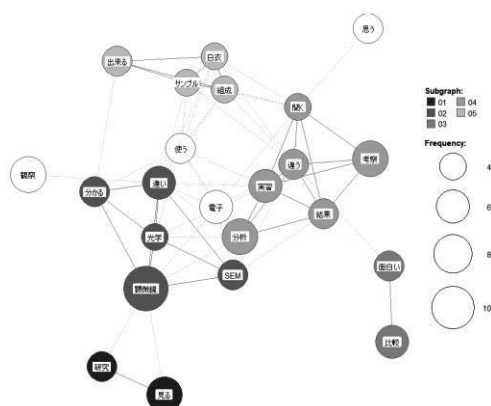 思う
白衣
出来る
サンプル
組成
聞く
使う
違う
考察
観察
分かる
違い
実習
電子
結果
光学
分析
SEM
顕微鏡
面白い
比較
研究
見る
Subgraph:
01 04
02 05
03
Frequency:
4
6
8
10